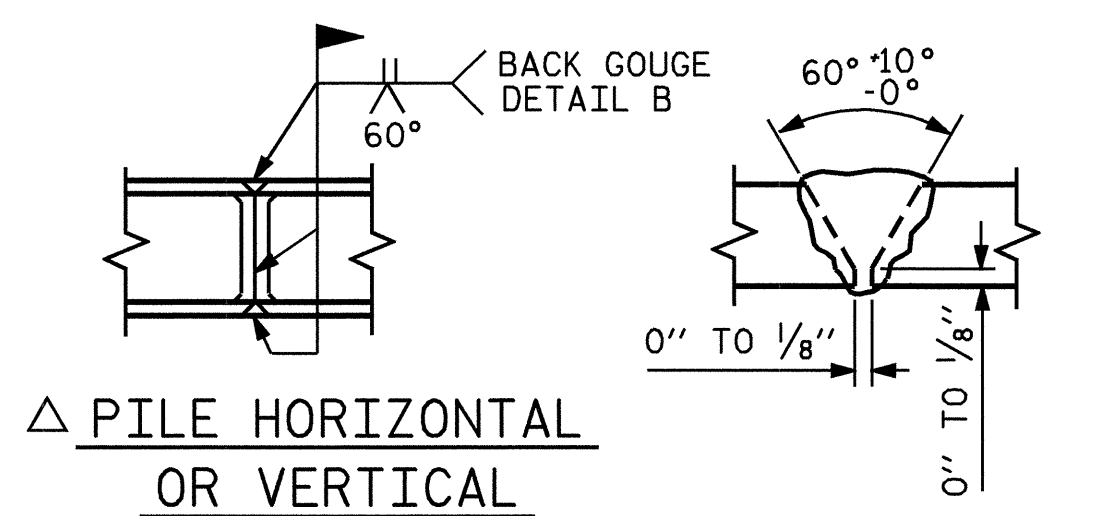 BACK GOUGE
DETAIL B
60°
60° +10°
-0°
0'' TO 1/8''
0'' TO 1/8''
△ PILE HORIZONTAL
OR VERTICAL